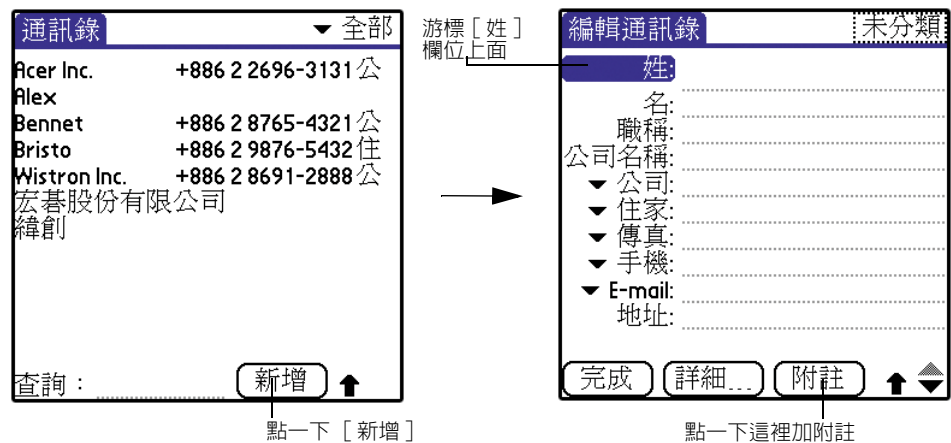 通訊錄
全部
Acer Inc. +886 2 2696-3131 公
Alex
Bennet +886 2 8765-4321 公
Bristo +886 2 9876-5432 住
Wistron Inc. +886 2 8691-2888 公
宏碁股份有限公司
緯創
查詢：
新增
點一下 [ 新增 ]
游標 [ 姓 ]
欄位上面
編輯通訊錄
未分類
姓:
名:
職稱:
公司名稱:
公司:
住家:
傳真:
手機:
E-mail:
地址:
完成
詳細...
附註
點一下這裡加附註